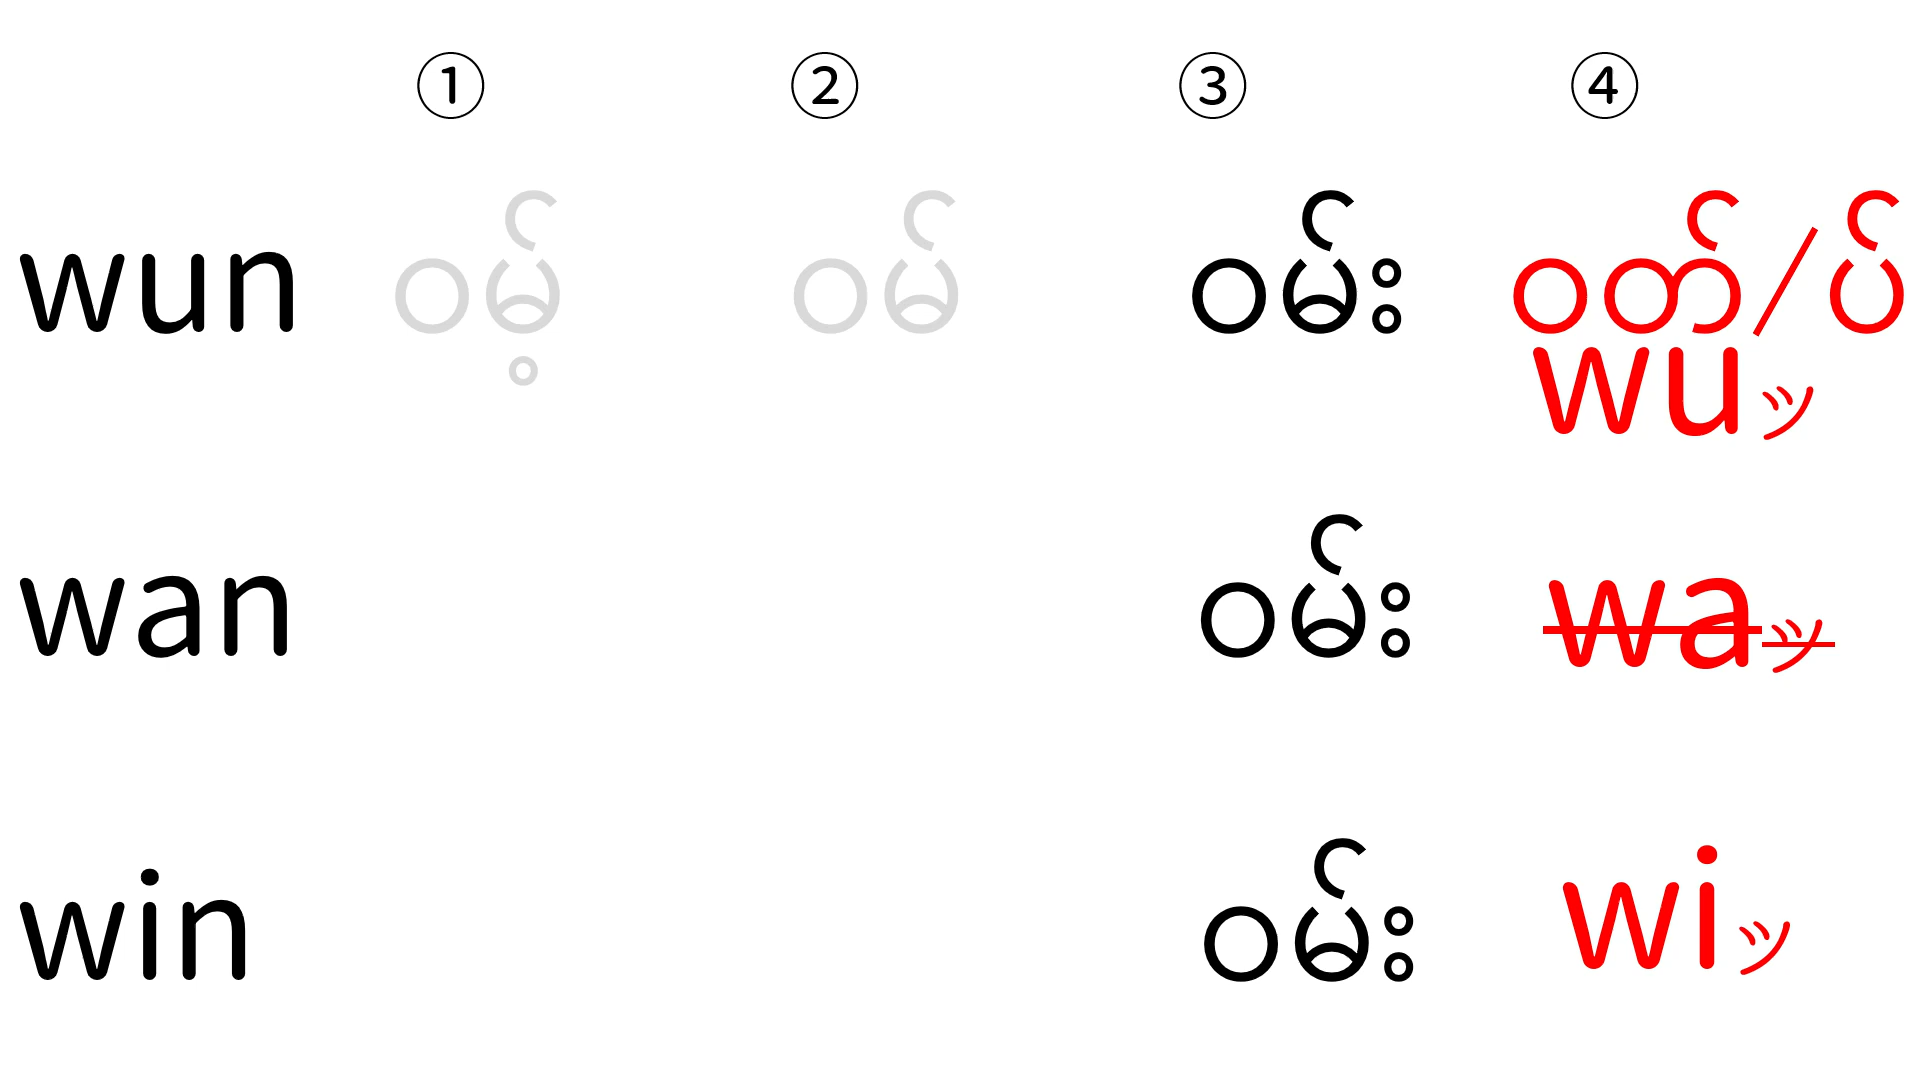 ① ② ③ ④
wun ဝမ့် ဝမ် ဝမ်း ဝတ်/ပ်
wuッ
wan ဝမ်း waッ
win ဝမ်း wiッ